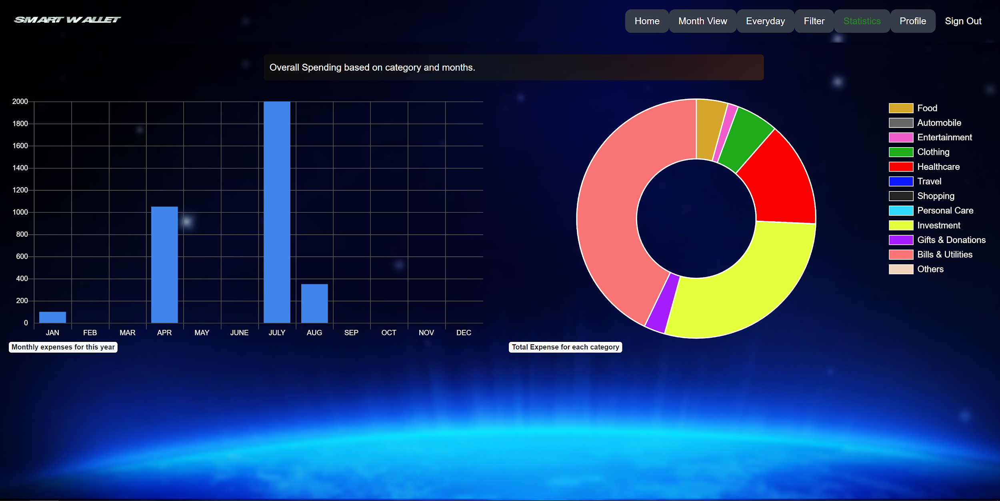 SMART WALLET
Home Month View Everyday Filter Statistics Profile Sign Out
Overall Spending based on category and months.
2000
1800
1600
1400
1200
1000
800
600
400
200
0
JAN FEB MAR APR MAY JUNE JULY AUG SEP OCT NOV DEC
Monthly expenses for this year
Food
Automobile
Entertainment
Clothing
Healthcare
Travel
Shopping
Personal Care
Investment
Gifts & Donations
Bills & Utilities
Others
Total Expense for each category